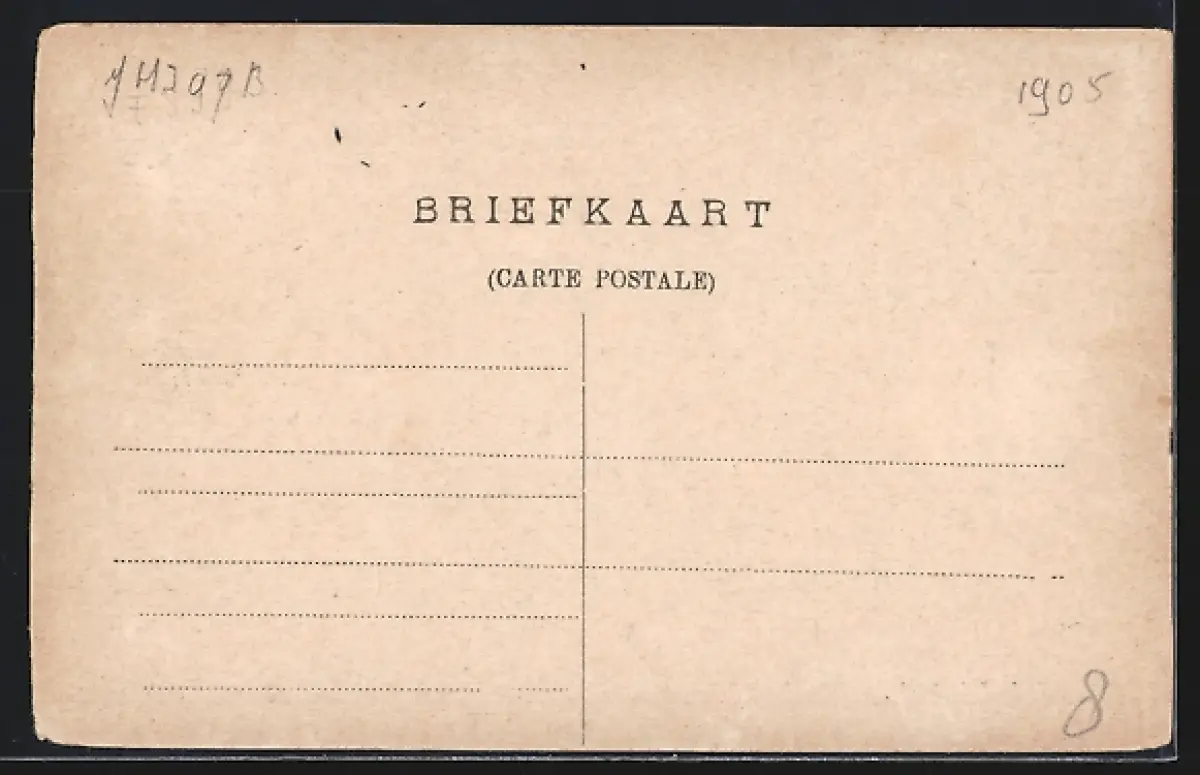 1905
BRIEFKAART
(CARTE POSTALE)
8